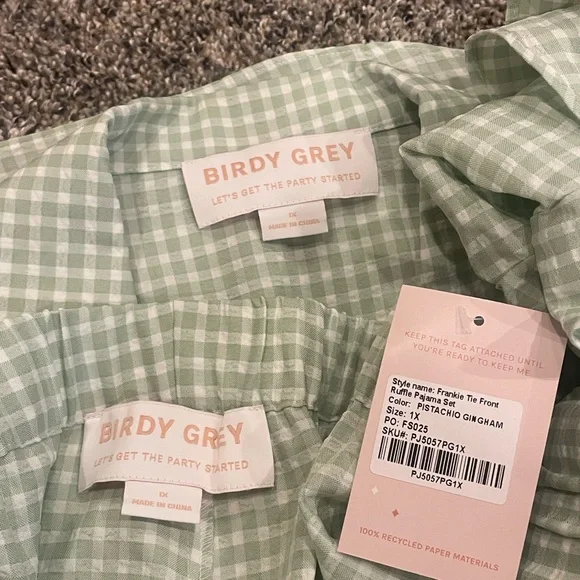 BIRDY GREY
LET'S GET THE PARTY STARTED
1X
MADE IN CHINA
BIRDY GREY
LET'S GET THE PARTY STARTED
1X
MADE IN CHINA
KEEP THIS TAG ATTACHED UNTIL
YOU'RE READY TO KEEP ME
Style name: Frankie Tie Front
Ruffle Pajama Set
Color: PISTACHIO GINGHAM
Size: 1X
PO: FS025
SKU#: PJ5057PG1X
PJ5057PG1X
100% RECYCLED PAPER MATERIALS